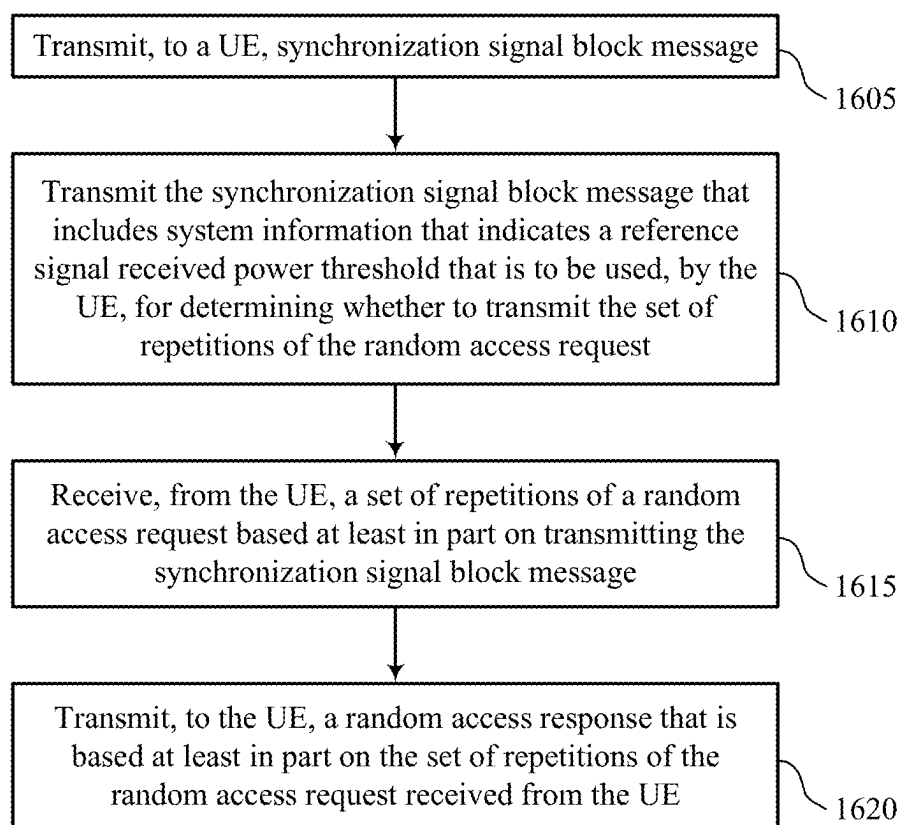 Transmit, to a UE, synchronization signal block message
1605
Transmit the synchronization signal block message that
includes system information that indicates a reference
signal received power threshold that is to be used, by the
UE, for determining whether to transmit the set of
repetitions of the random access request
1610
Receive, from the UE, a set of repetitions of a random
access request based at least in part on transmitting the
synchronization signal block message
1615
Transmit, to the UE, a random access response that is
based at least in part on the set of repetitions of the
random access request received from the UE
1620